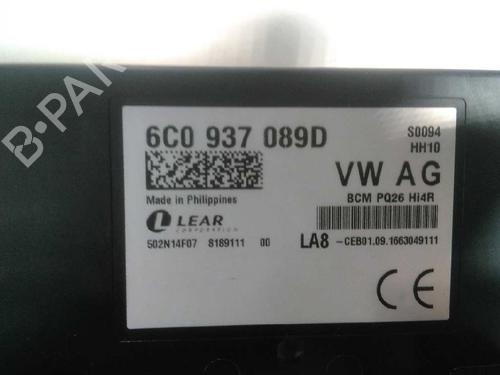 B-PARTS
6C0 937 089D
S0094
HH10
VW AG
BCM PQ26 Hi4R
Made in Philippines
LEAR
CORPORATION
502N14F07 8189111 00
LA8 -CEB01.09.1663049111
CE